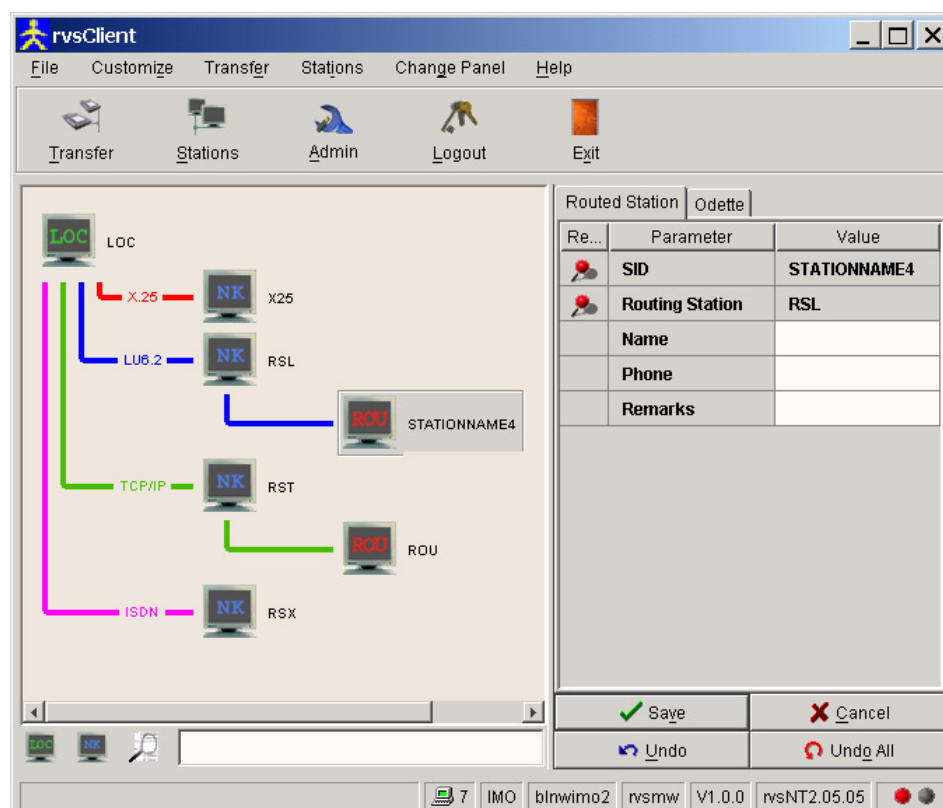 rvsClient
File Customize Transfer Stations Change Panel Help
Transfer Stations Admin Logout Exit
LOC LOC
X.25 NK X25
LU6.2 NK RSL
ROU STATIONNAME4
TCP/IP NK RST
ROU ROU
ISDN NK RSX
LOC NK
Routed Station Odette
Re... Parameter Value
SID STATIONNAME4
Routing Station RSL
Name
Phone
Remarks
Save Cancel
Undo Undo All
7 IMO blnwimo2 rvsmw V1.0.0 rvsNT2.05.05